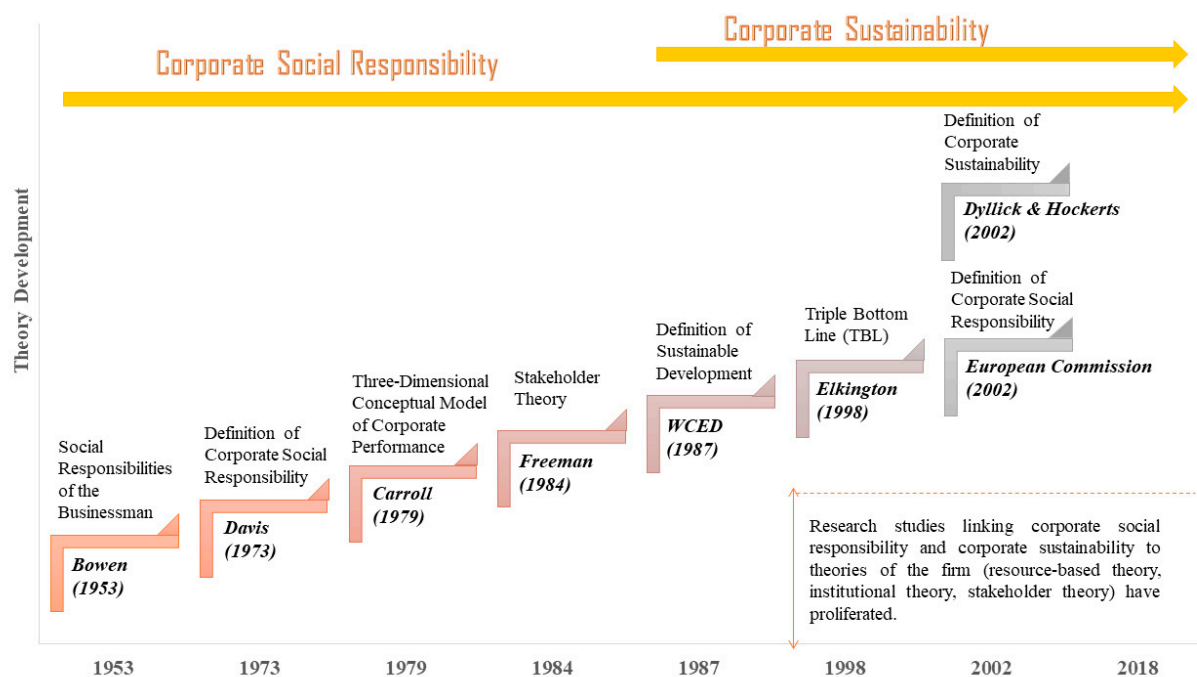 Corporate Sustainability
Corporate Social Responsibility
Theory Development
Social
Responsibilities
of the
Businessman
Bowen
(1953)
Definition of
Corporate Social
Responsibility
Davis
(1973)
Three-Dimensional
Conceptual Model
of Corporate
Performance
Carroll
(1979)
Stakeholder
Theory
Freeman
(1984)
Definition of
Sustainable
Development
WCED
(1987)
Triple Bottom
Line (TBL)
Elkington
(1998)
Definition of
Corporate
Sustainability
Dyllick & Hockerts
(2002)
Definition of
Corporate Social
Responsibility
European Commission
(2002)
Research studies linking corporate social
responsibility and corporate sustainability to
theories of the firm (resource-based theory,
institutional theory, stakeholder theory) have
proliferated.
1953 1973 1979 1984 1987 1998 2002 2018